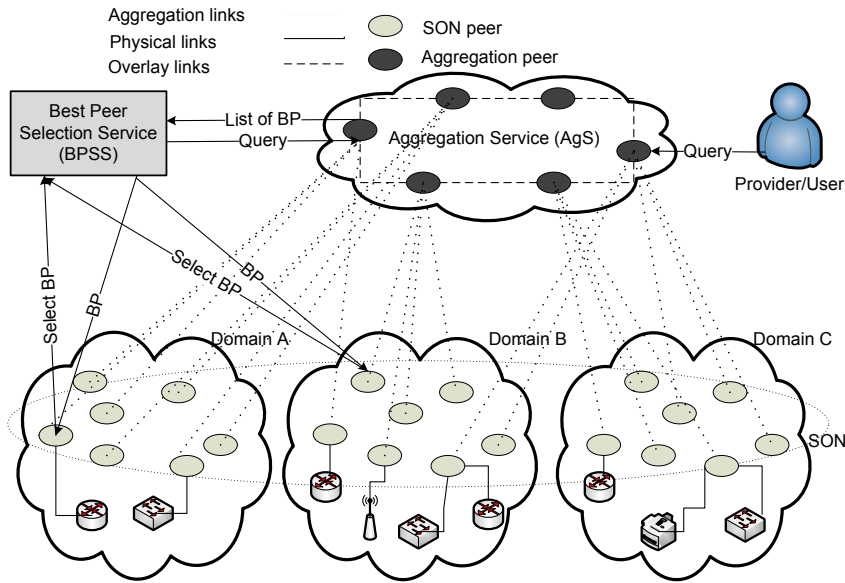 Aggregation links
Physical links
Overlay links
SON peer
Aggregation peer
Best Peer
Selection Service
(BPSS)
List of BP
Query
Aggregation Service (AgS)
Query
Provider/User
Select BP
BP
Select BP
BP
Domain A
Domain B
Domain C
SON